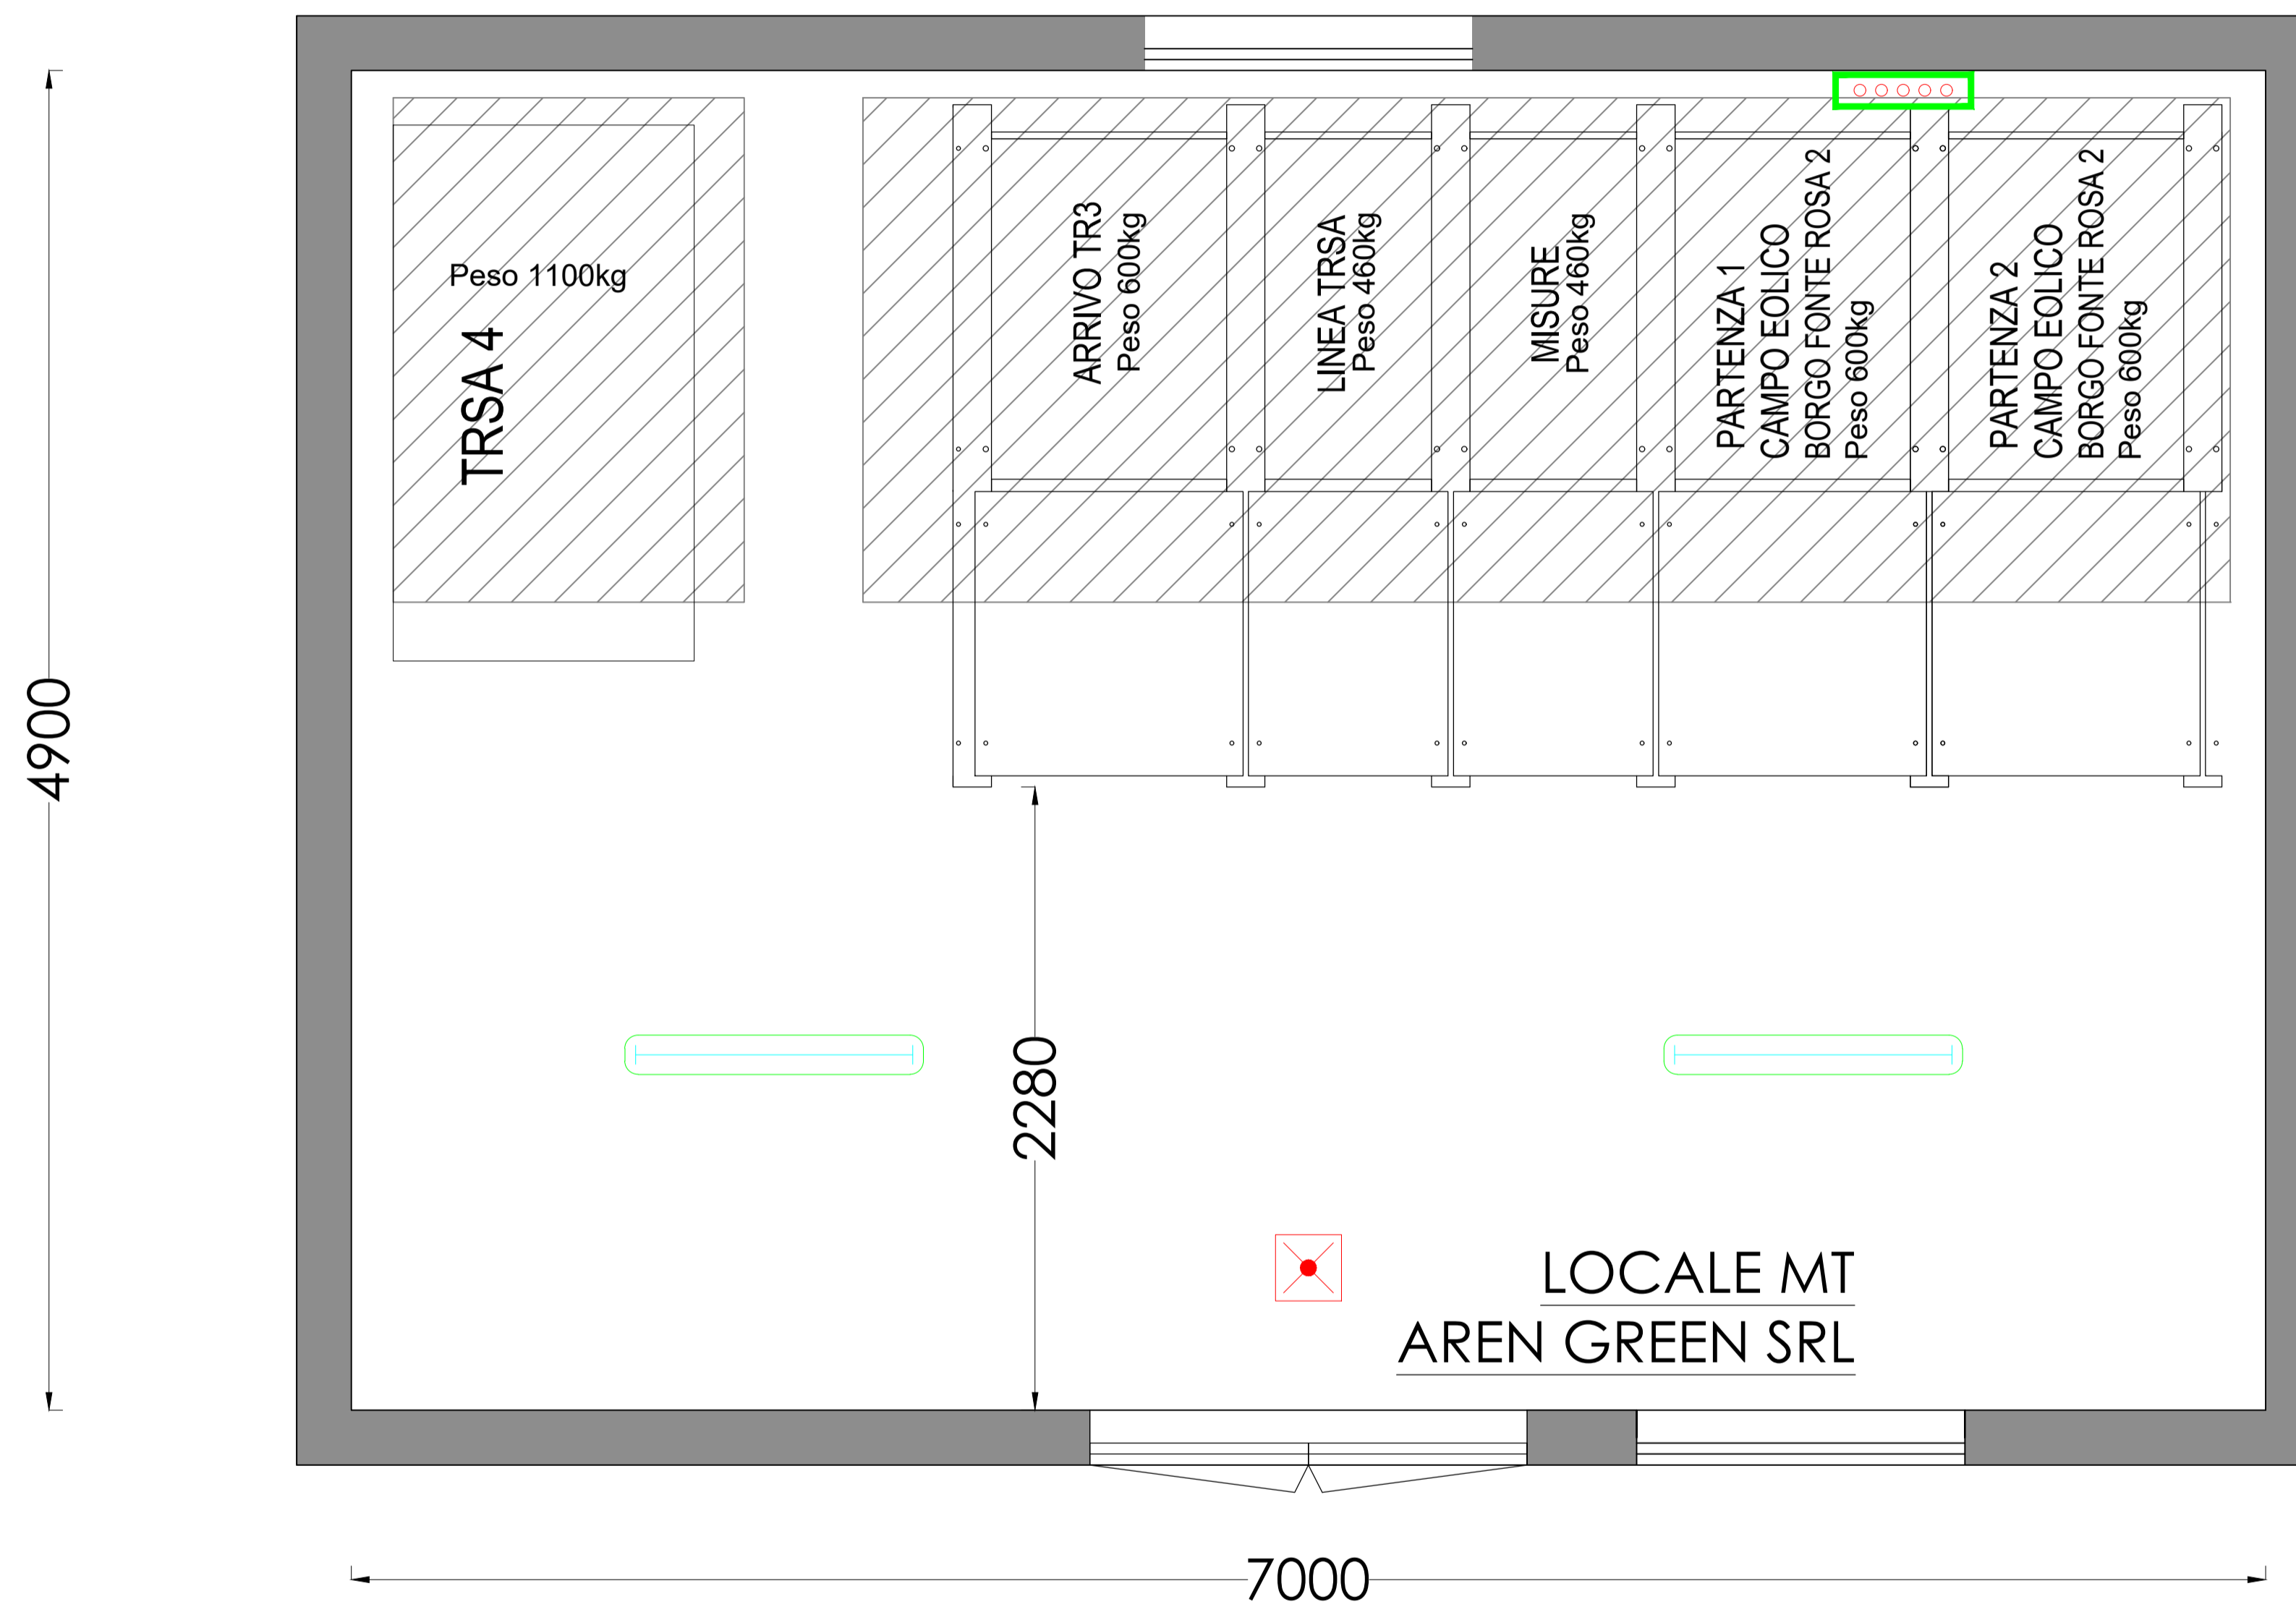 Peso 1100kg
TRSA 4
ARRIVO TR3
Peso 600kg
LINEA TRSA
Peso 460kg
MISURE
Peso 460kg
PARTENZA 1
CAMPO EOLICO
BORGO FONTE ROSA 2
Peso 600kg
PARTENZA 2
CAMPO EOLICO
BORGO FONTE ROSA 2
Peso 600kg
4900
2280
LOCALE MT
AREN GREEN SRL
7000